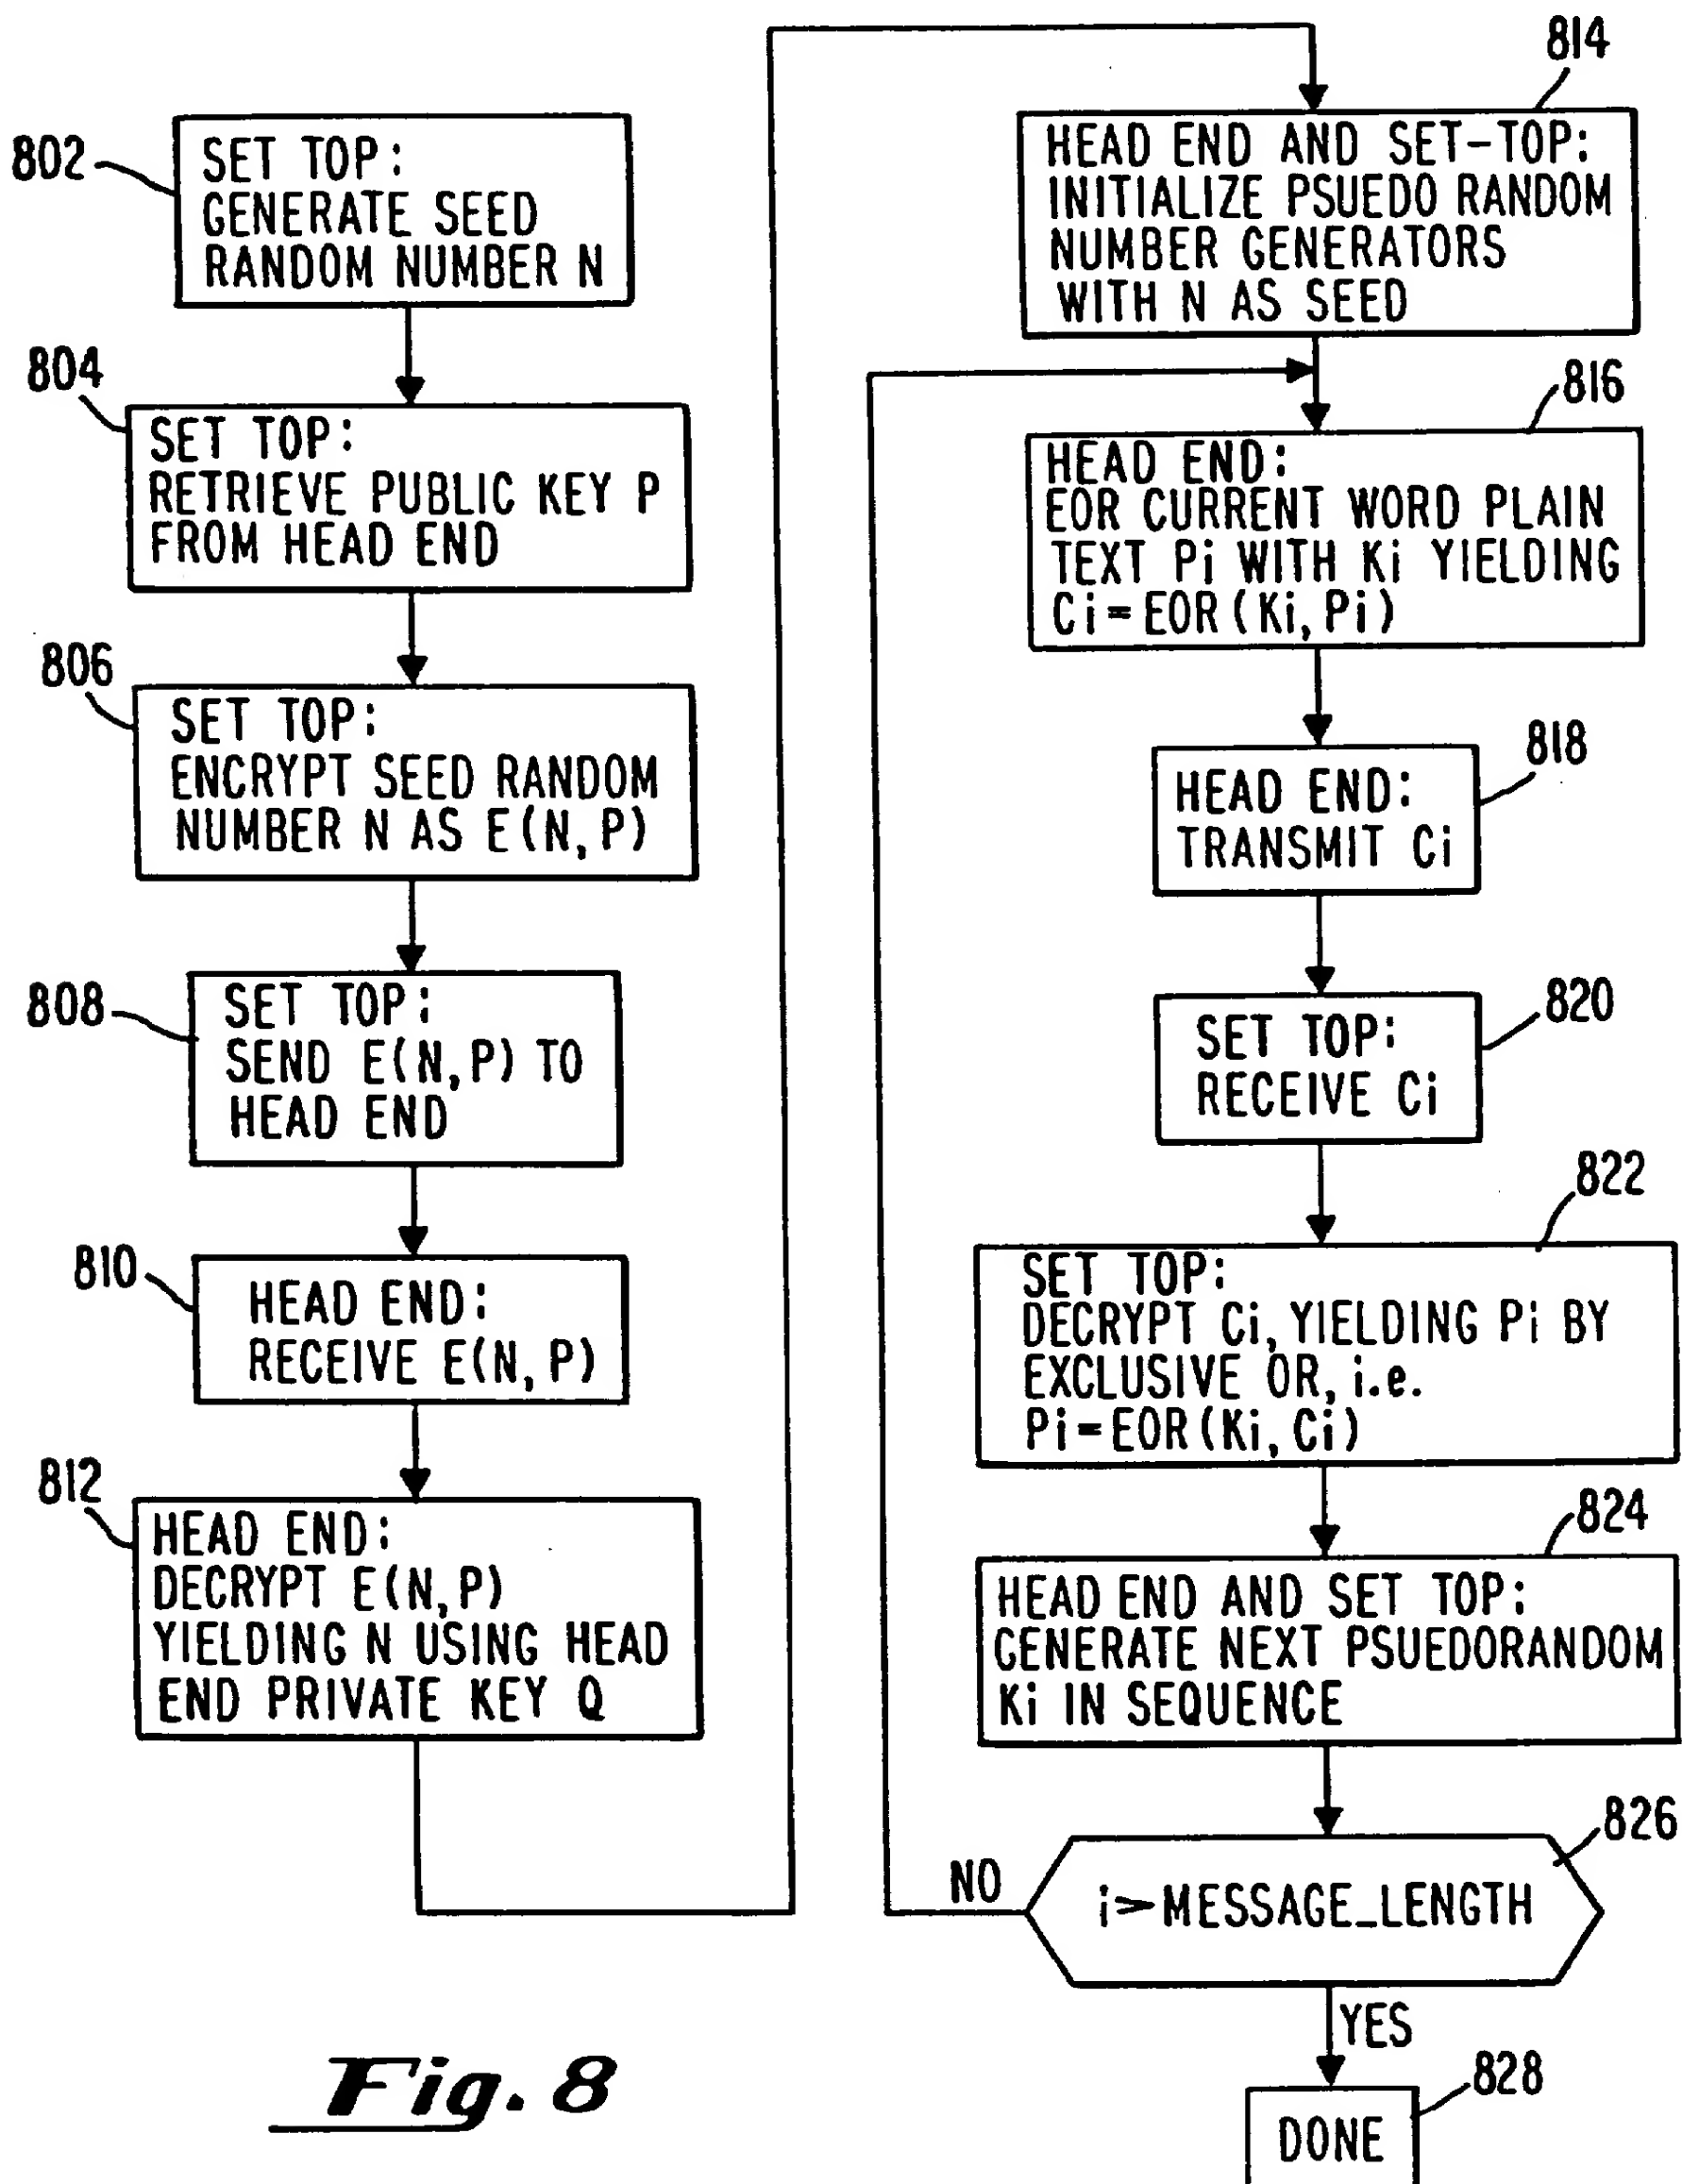 802
SET TOP:
GENERATE SEED
RANDOM NUMBER N
804
SET TOP:
RETRIEVE PUBLIC KEY P
FROM HEAD END
806
SET TOP:
ENCRYPT SEED RANDOM
NUMBER N AS E(N,P)
808
SET TOP:
SEND E(N,P) TO
HEAD END
810
HEAD END:
RECEIVE E(N,P)
812
HEAD END:
DECRYPT E(N,P)
YIELDING N USING HEAD
END PRIVATE KEY Q
814
HEAD END AND SET-TOP:
INITIALIZE PSUEDO RANDOM
NUMBER GENERATORS
WITH N AS SEED
816
HEAD END:
EOR CURRENT WORD PLAIN
TEXT Pi WITH Ki YIELDING
Ci=EOR(Ki,Pi)
818
HEAD END:
TRANSMIT Ci
820
SET TOP:
RECEIVE Ci
822
SET TOP:
DECRYPT Ci, YIELDING Pi BY
EXCLUSIVE OR, i.e.
Pi=EOR(Ki,Ci)
824
HEAD END AND SET TOP:
GENERATE NEXT PSUEDORANDOM
Ki IN SEQUENCE
826
i>MESSAGE_LENGTH
NO
YES
828
DONE
Fig. 8